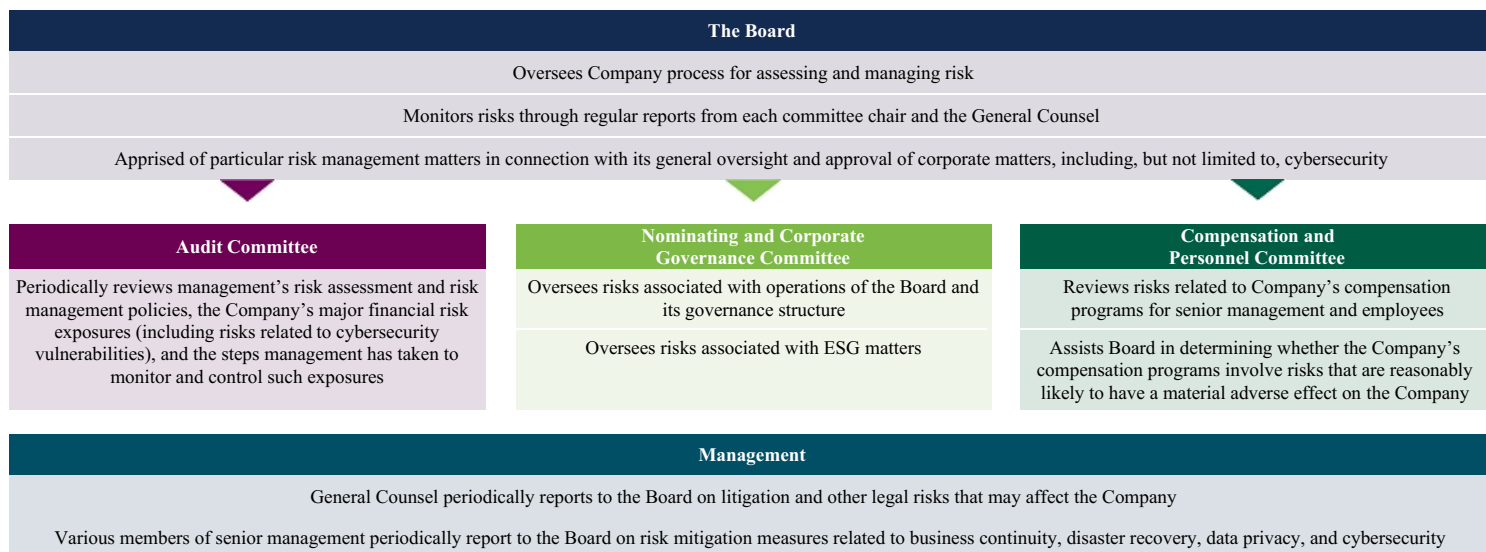 The Board
Oversees Company process for assessing and managing risk
Monitors risks through regular reports from each committee chair and the General Counsel
Apprised of particular risk management matters in connection with its general oversight and approval of corporate matters, including, but not limited to, cybersecurity
Audit Committee
Periodically reviews management’s risk assessment and risk
management policies, the Company’s major financial risk
exposures (including risks related to cybersecurity
vulnerabilities), and the steps management has taken to
monitor and control such exposures
Nominating and Corporate
Governance Committee
Oversees risks associated with operations of the Board and
its governance structure
Oversees risks associated with ESG matters
Compensation and
Personnel Committee
Reviews risks related to Company’s compensation
programs for senior management and employees
Assists Board in determining whether the Company’s
compensation programs involve risks that are reasonably
likely to have a material adverse effect on the Company
Management
General Counsel periodically reports to the Board on litigation and other legal risks that may affect the Company
Various members of senior management periodically report to the Board on risk mitigation measures related to business continuity, disaster recovery, data privacy, and cybersecurity